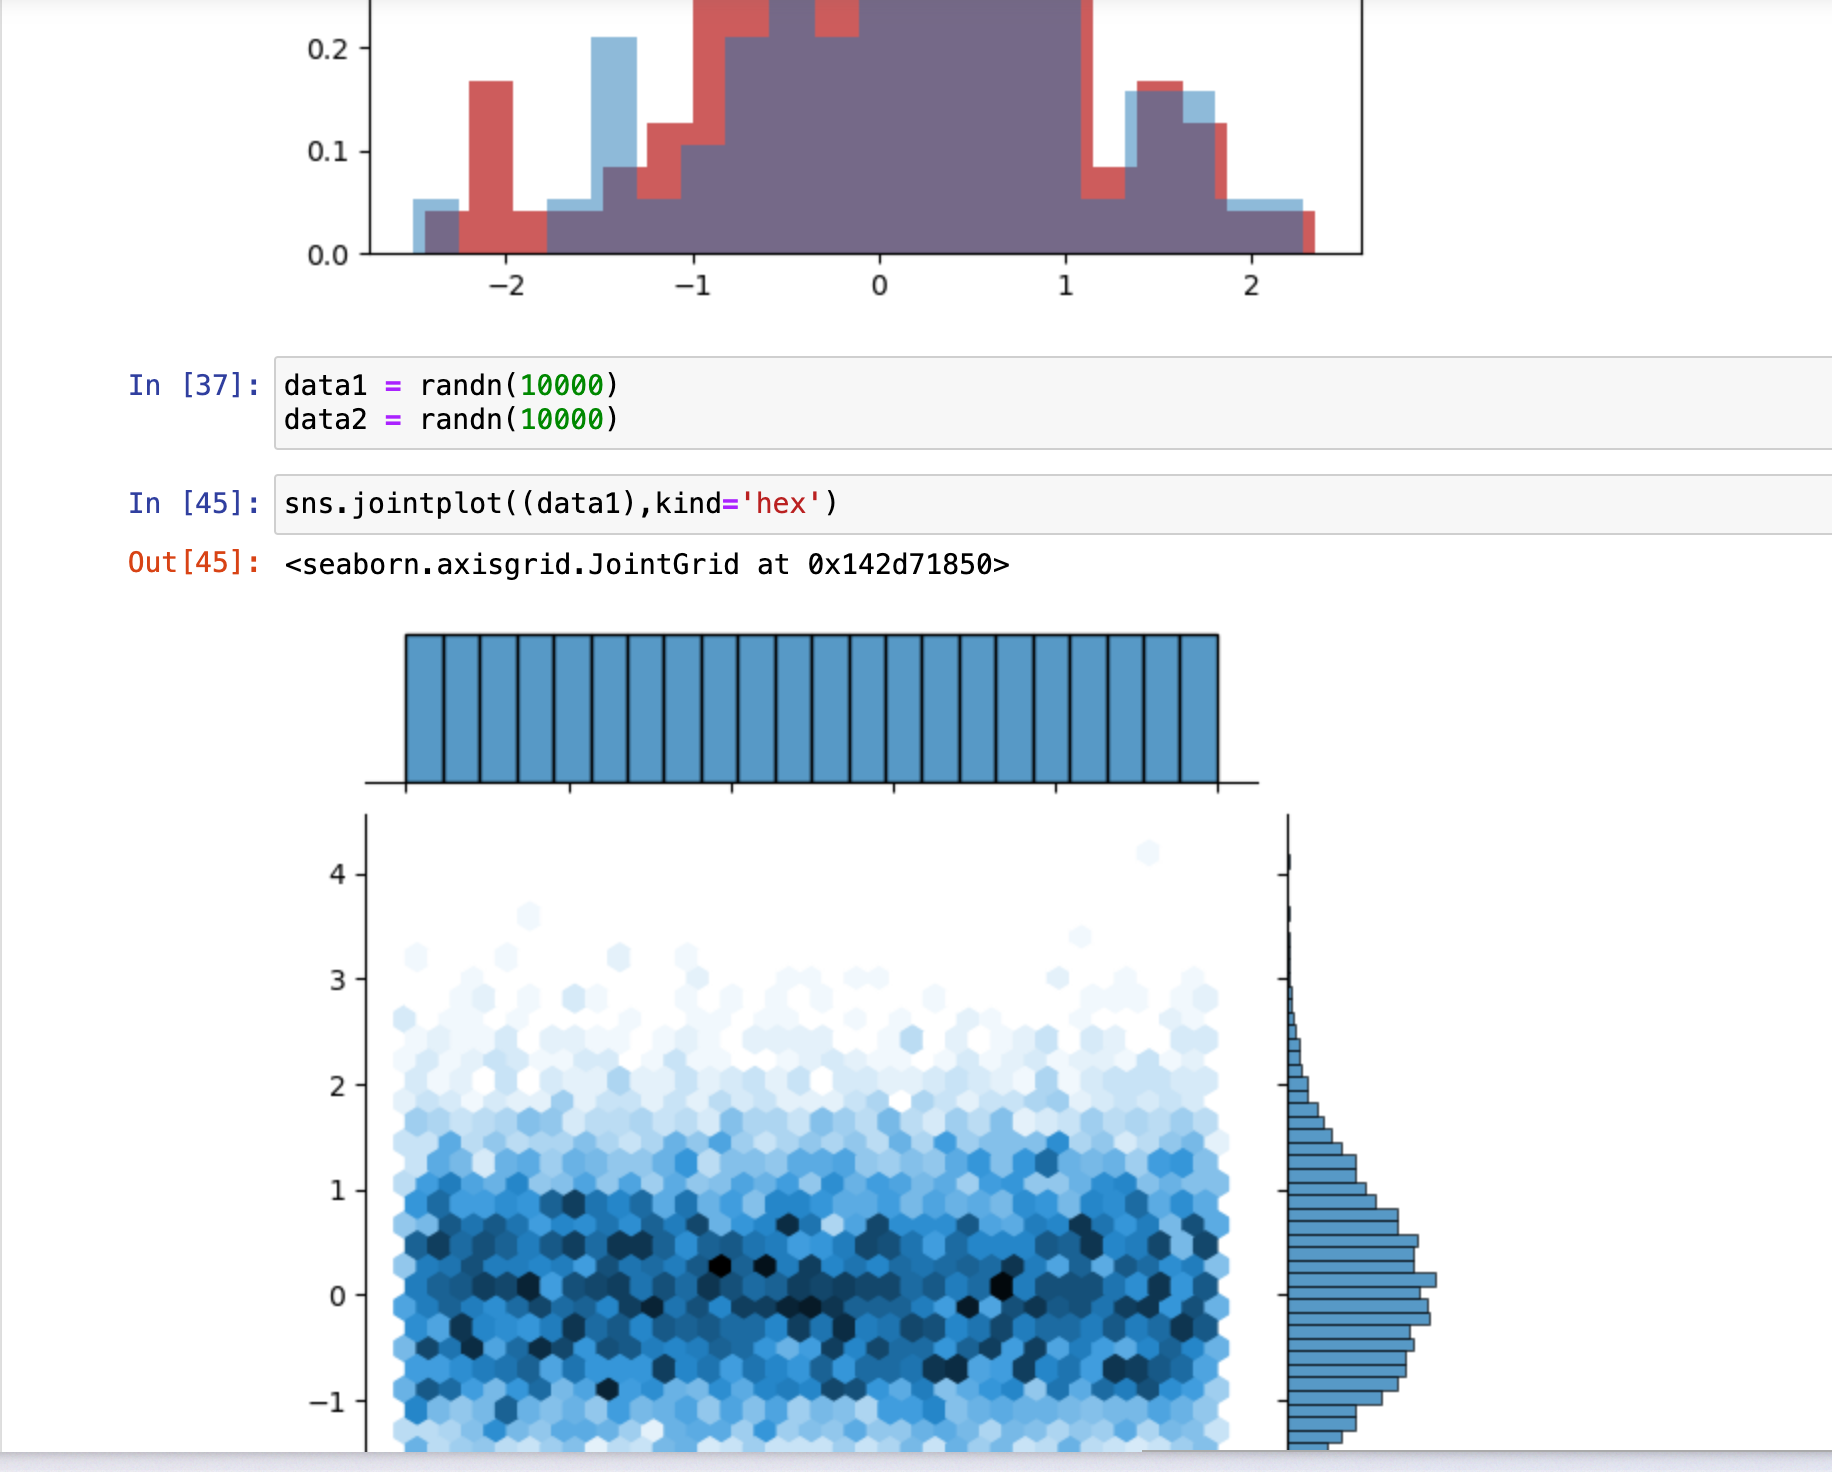 0.2
0.1
0.0
−2 −1 0 1 2
In [37]: data1 = randn(10000)
data2 = randn(10000)
In [45]: sns.jointplot((data1),kind='hex')
Out[45]: <seaborn.axisgrid.JointGrid at 0x142d71850>
4
3
2
1
0
−1